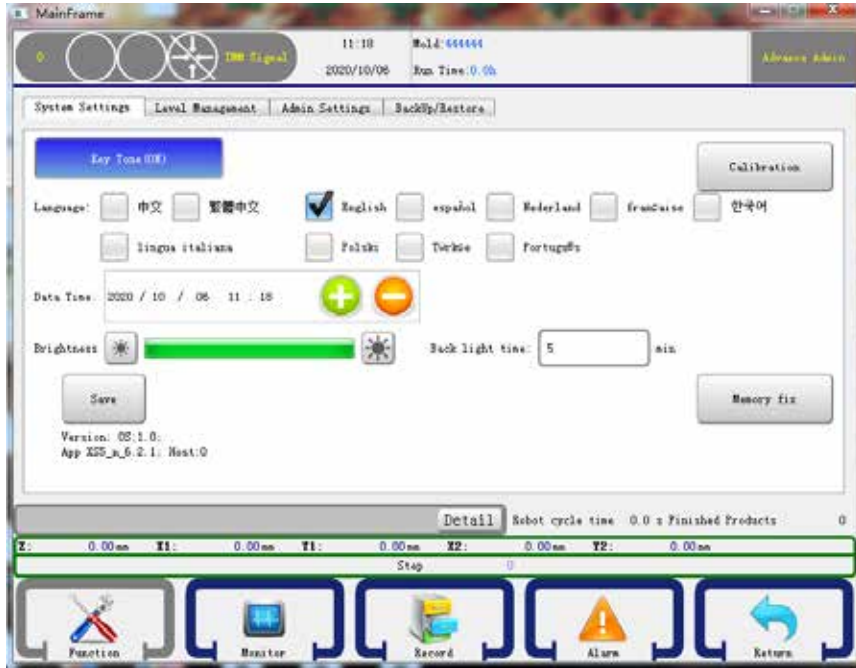 MainFrame
0 IMM Signal 11:18 Mold:444444 Advance Admin
2020/10/06 Run Time:0.0h
System Settings Level Management Admin Settings BackUp/Restore
Key Tone(ON) Calibration
Language: 中文 繁體中文 English español Nederland française 한국어
lingua italiana Polski Türkçe Português
Data Time: 2020 / 10 / 06 11 : 18
Brightness Back light time: 5 min
Save Memory fix
Version: OS:1.0;
App XS5_n_6.2.1; Host:0
Detail Robot cycle time 0.0 s Finished Products 0
Z: 0.00mm X1: 0.00mm Y1: 0.00mm X2: 0.00mm Y2: 0.00mm
Step 0
Function Monitor Record Alarm Return